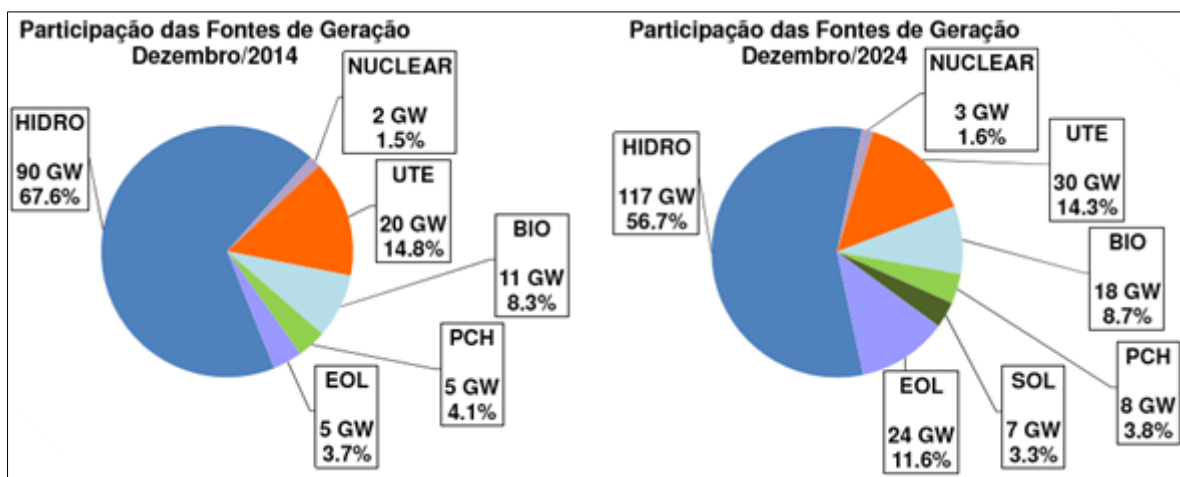 Participação das Fontes de Geração
Dezembro/2014
NUCLEAR
2 GW
1.5%
HIDRO
90 GW
67.6%
UTE
20 GW
14.8%
BIO
11 GW
8.3%
PCH
5 GW
4.1%
EOL
5 GW
3.7%
Participação das Fontes de Geração
Dezembro/2024
NUCLEAR
3 GW
1.6%
HIDRO
117 GW
56.7%
UTE
30 GW
14.3%
BIO
18 GW
8.7%
PCH
8 GW
3.8%
SOL
7 GW
3.3%
EOL
24 GW
11.6%